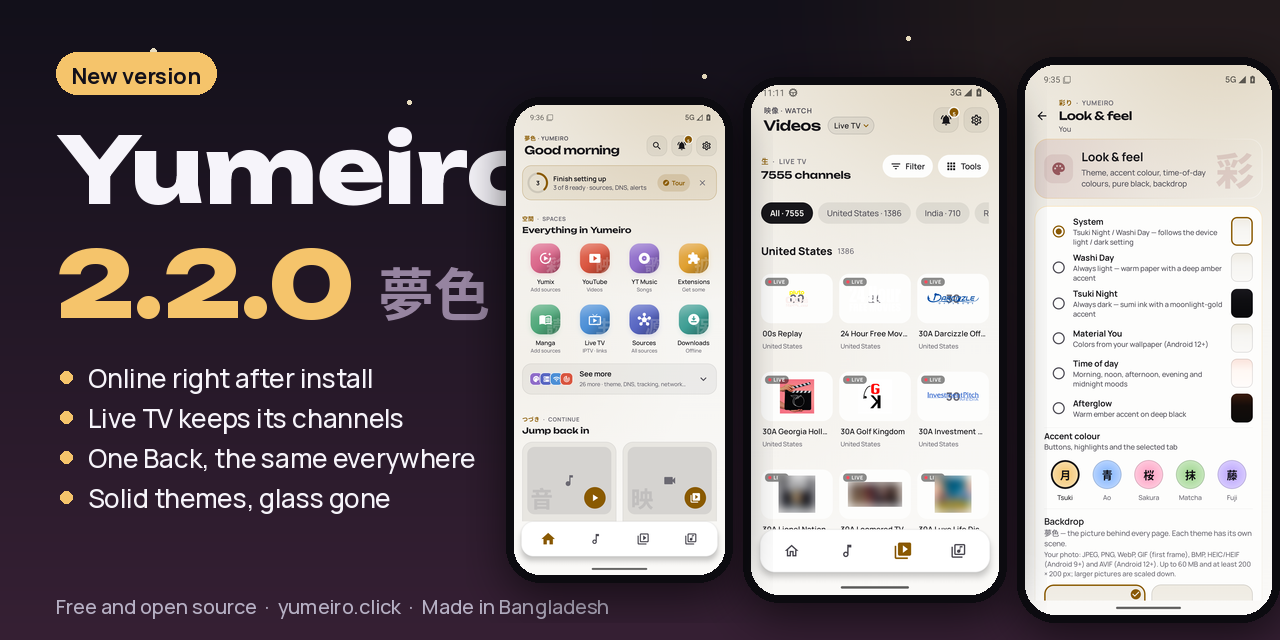 New version
Yumeiro
2.2.0 夢色
Online right after install
Live TV keeps its channels
One Back, the same everywhere
Solid themes, glass gone
Free and open source · yumeiro.click · Made in Bangladesh
9:36 5G
夢色 · YUMEIRO
Good morning
3 Finish setting up
3 of 8 ready · sources, DNS, alerts
Tour
空間 · SPACES
Everything in Yumeiro
Yumix YouTube YT Music Extensions
Add sources Videos Songs Get some
Manga Live TV Sources Downloads
Add sources IPTV · links All sources Offline
See more
26 more · theme, DNS, tracking, network...
つづき · CONTINUE
Jump back in
音 映
11:11 3G
映像 · WATCH
Videos Live TV
生 · LIVE TV
7555 channels
Filter Tools
All · 7555 United States · 1386 India · 710 R
United States 1386
LIVE LIVE LIVE
00s Replay 24 Hour Free Mov... 30A Darcizzle Off...
United States United States United States
LIVE LIVE LIVE
30A Georgia Holl... 30A Golf Kingdom 30A Investment ...
United States United States United States
LIVE LIVE
9:35 5G
彩り · YUMEIRO
Look & feel
You
Look & feel
Theme, accent colour, time-of-day
colours, pure black, backdrop
彩
System
Tsuki Night / Washi Day — follows the device
light / dark setting
Washi Day
Always light — warm paper with a deep amber
accent
Tsuki Night
Always dark — sumi ink with a moonlight-gold
accent
Material You
Colors from your wallpaper (Android 12+)
Time of day
Morning, noon, afternoon, evening and
midnight moods
Afterglow
Warm ember accent on deep black
Accent colour
Buttons, highlights and the selected tab
月 青 桜 抹 藤
Tsuki Ao Sakura Matcha Fuji
Backdrop
夢色 — the picture behind every page. Each theme has its own
scene.
Your photo: JPEG, PNG, WebP, GIF (first frame), BMP, HEIC/HEIF
(Android 9+) and AVIF (Android 12+). Up to 60 MB and at least 200
× 200 px; larger pictures are scaled down.